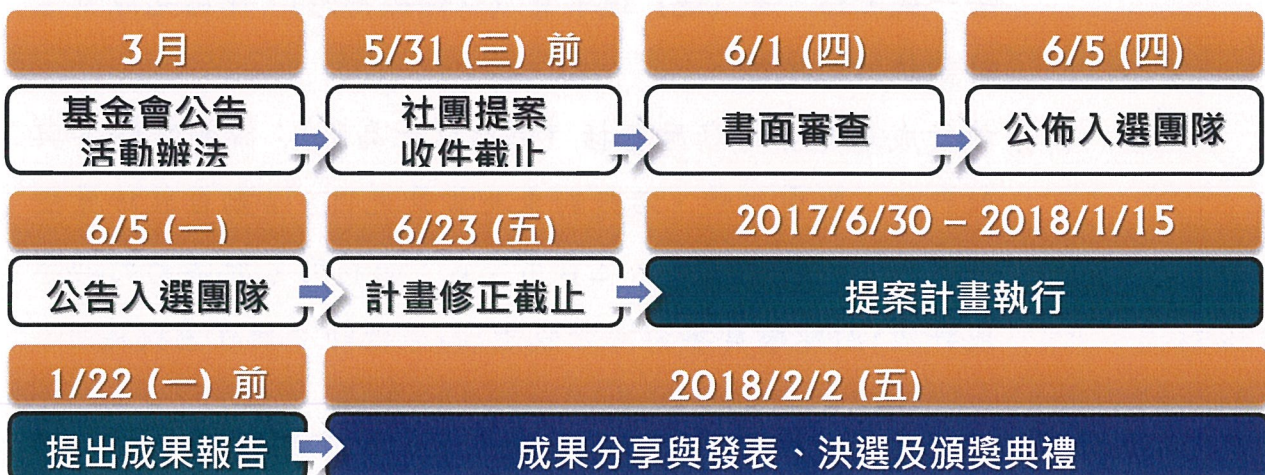 3月
5/31 (三) 前
6/1 (四)
6/5 (四)
基金會公告
活動辦法
社團提案
收件截止
書面審查
公佈入選團隊
6/5 (一)
6/23 (五)
2017/6/30 – 2018/1/15
公告入選團隊
計畫修正截止
提案計畫執行
1/22 (一) 前
2018/2/2 (五)
提出成果報告
成果分享與發表、決選及頒獎典禮